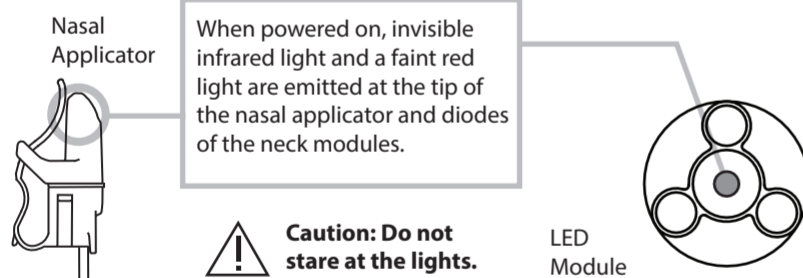 Nasal
Applicator
When powered on, invisible
infrared light and a faint red
light are emitted at the tip of
the nasal applicator and diodes
of the neck modules.
Caution: Do not
stare at the lights.
LED
Module